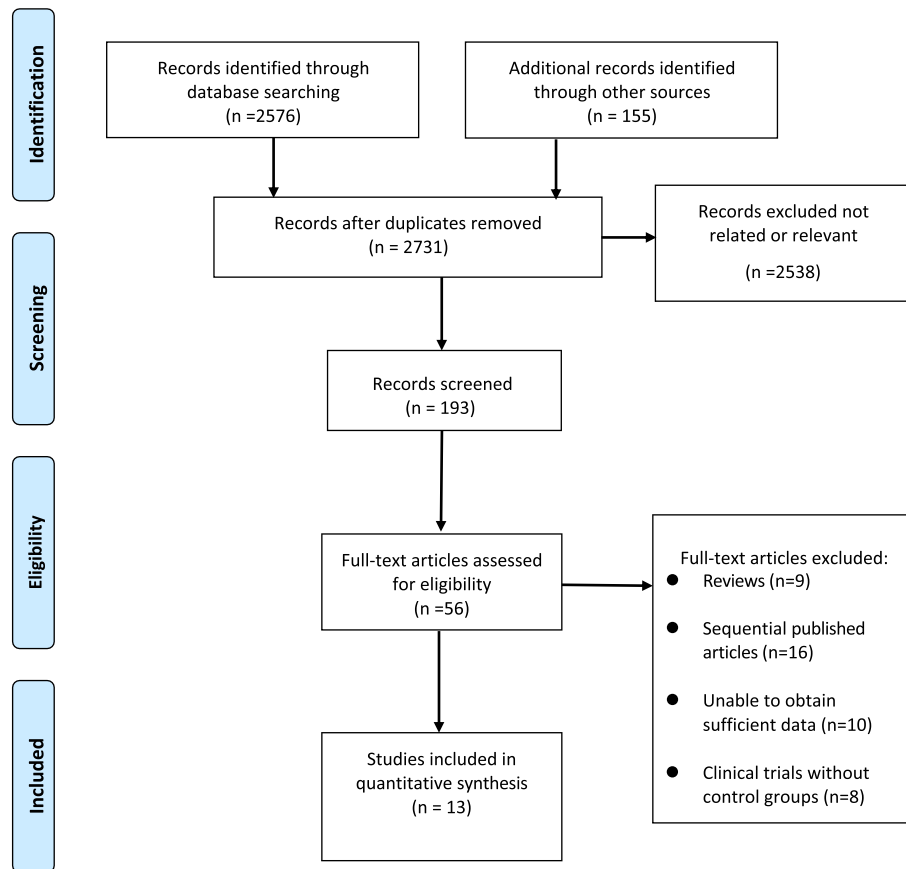 Identification
Records identified through
database searching
(n =2576)
Additional records identified
through other sources
(n = 155)
Records after duplicates removed
(n = 2731)
Records excluded not
related or relevant
(n =2538)
Screening
Records screened
(n = 193)
Eligibility
Full-text articles assessed
for eligibility
(n =56)
Full-text articles excluded:
● Reviews (n=9)
● Sequential published
articles (n=16)
● Unable to obtain
sufficient data (n=10)
● Clinical trials without
control groups (n=8)
Included
Studies included in
quantitative synthesis
(n = 13)